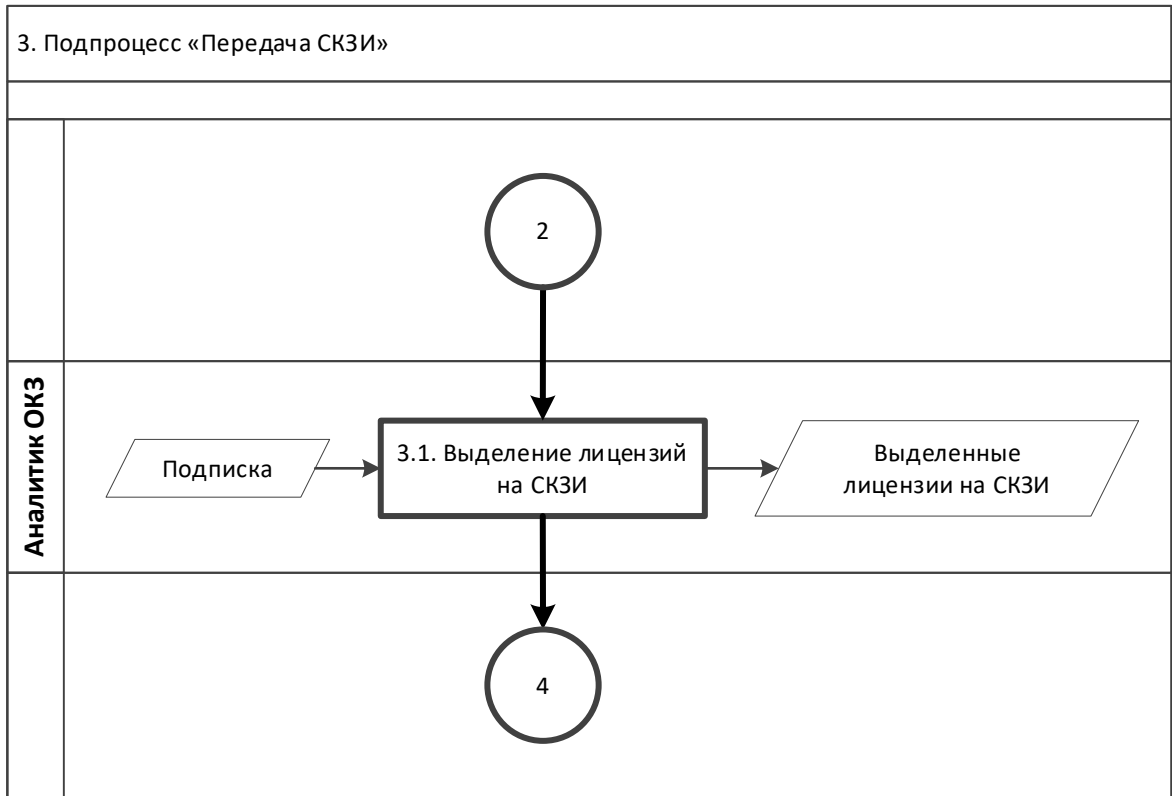 3. Подпроцесс «Передача СКЗИ»
2
Аналитик ОКЗ
Подписка
3.1. Выделение лицензий
на СКЗИ
Выделенные
лицензии на СКЗИ
4